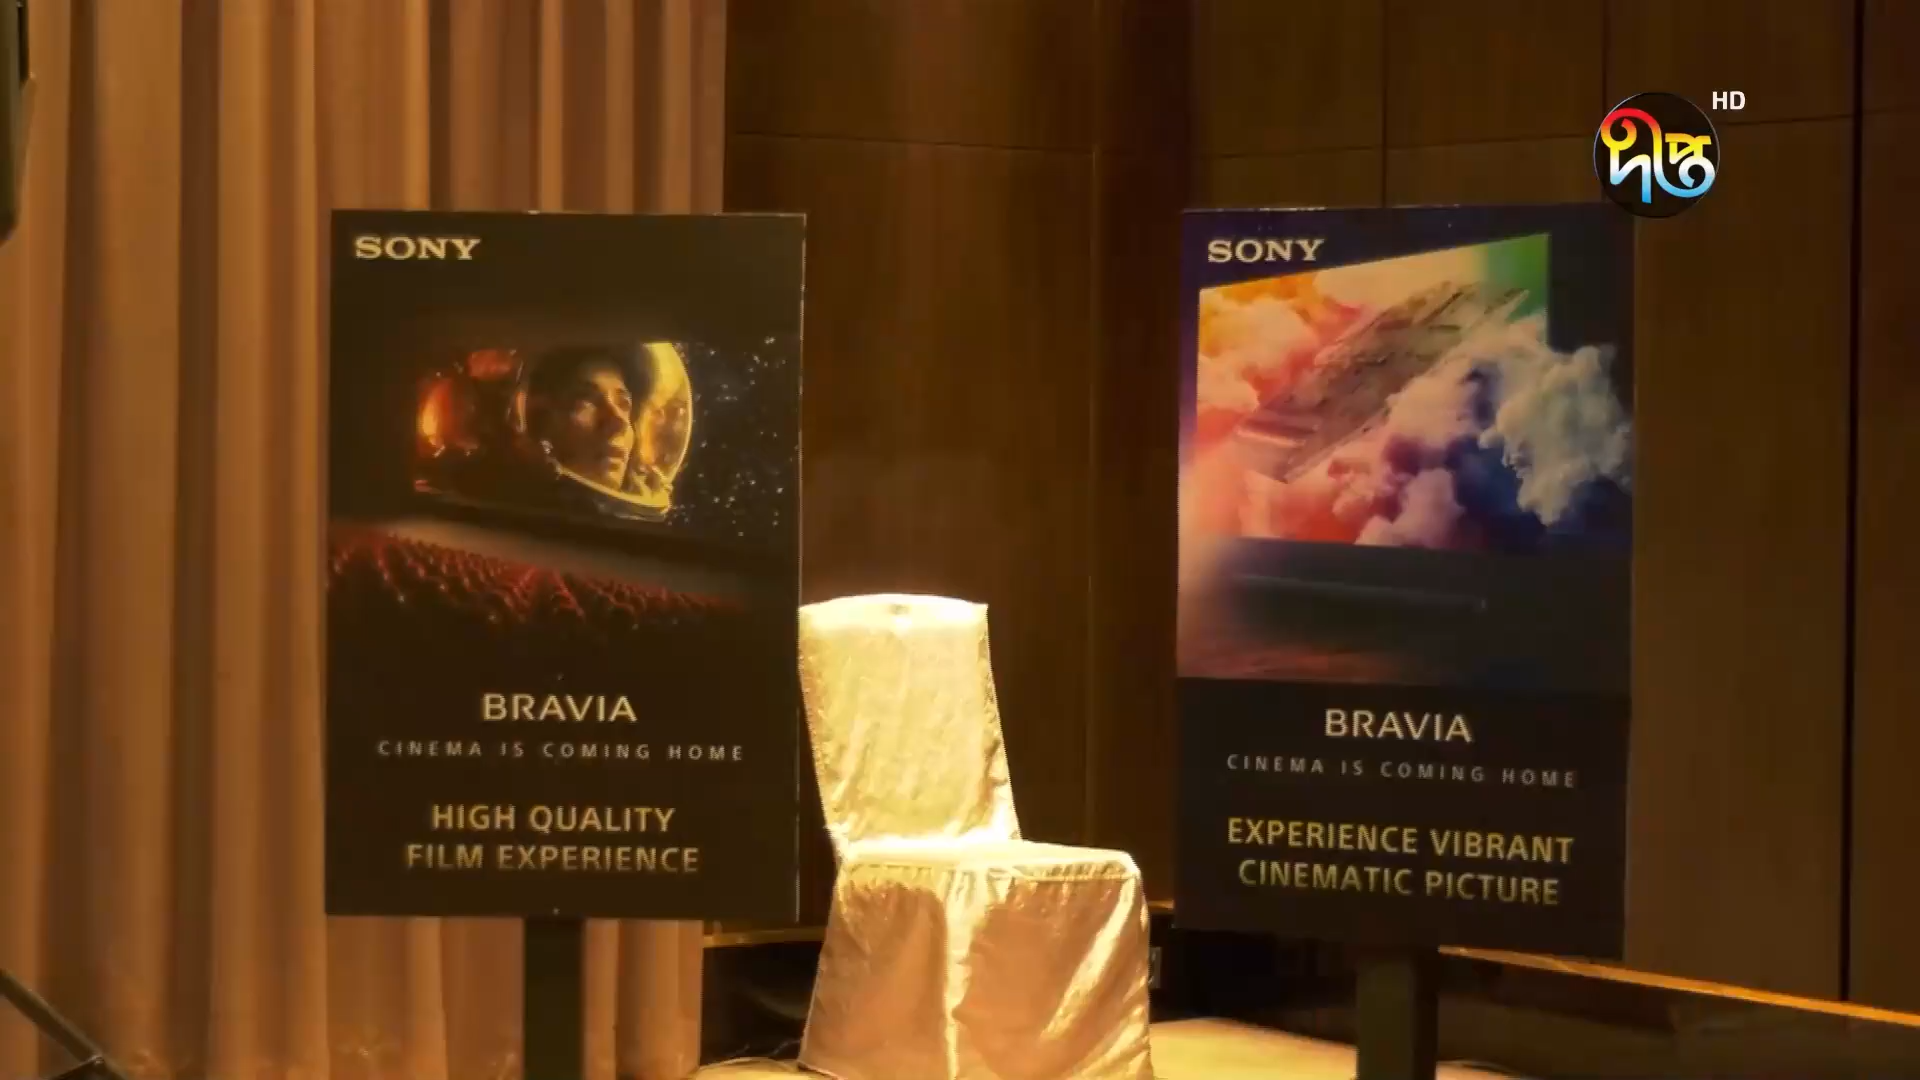 HD
দীপ্ত
SONY
BRAVIA
CINEMA IS COMING HOME
HIGH QUALITY
FILM EXPERIENCE
SONY
BRAVIA
CINEMA IS COMING HOME
EXPERIENCE VIBRANT
CINEMATIC PICTURE